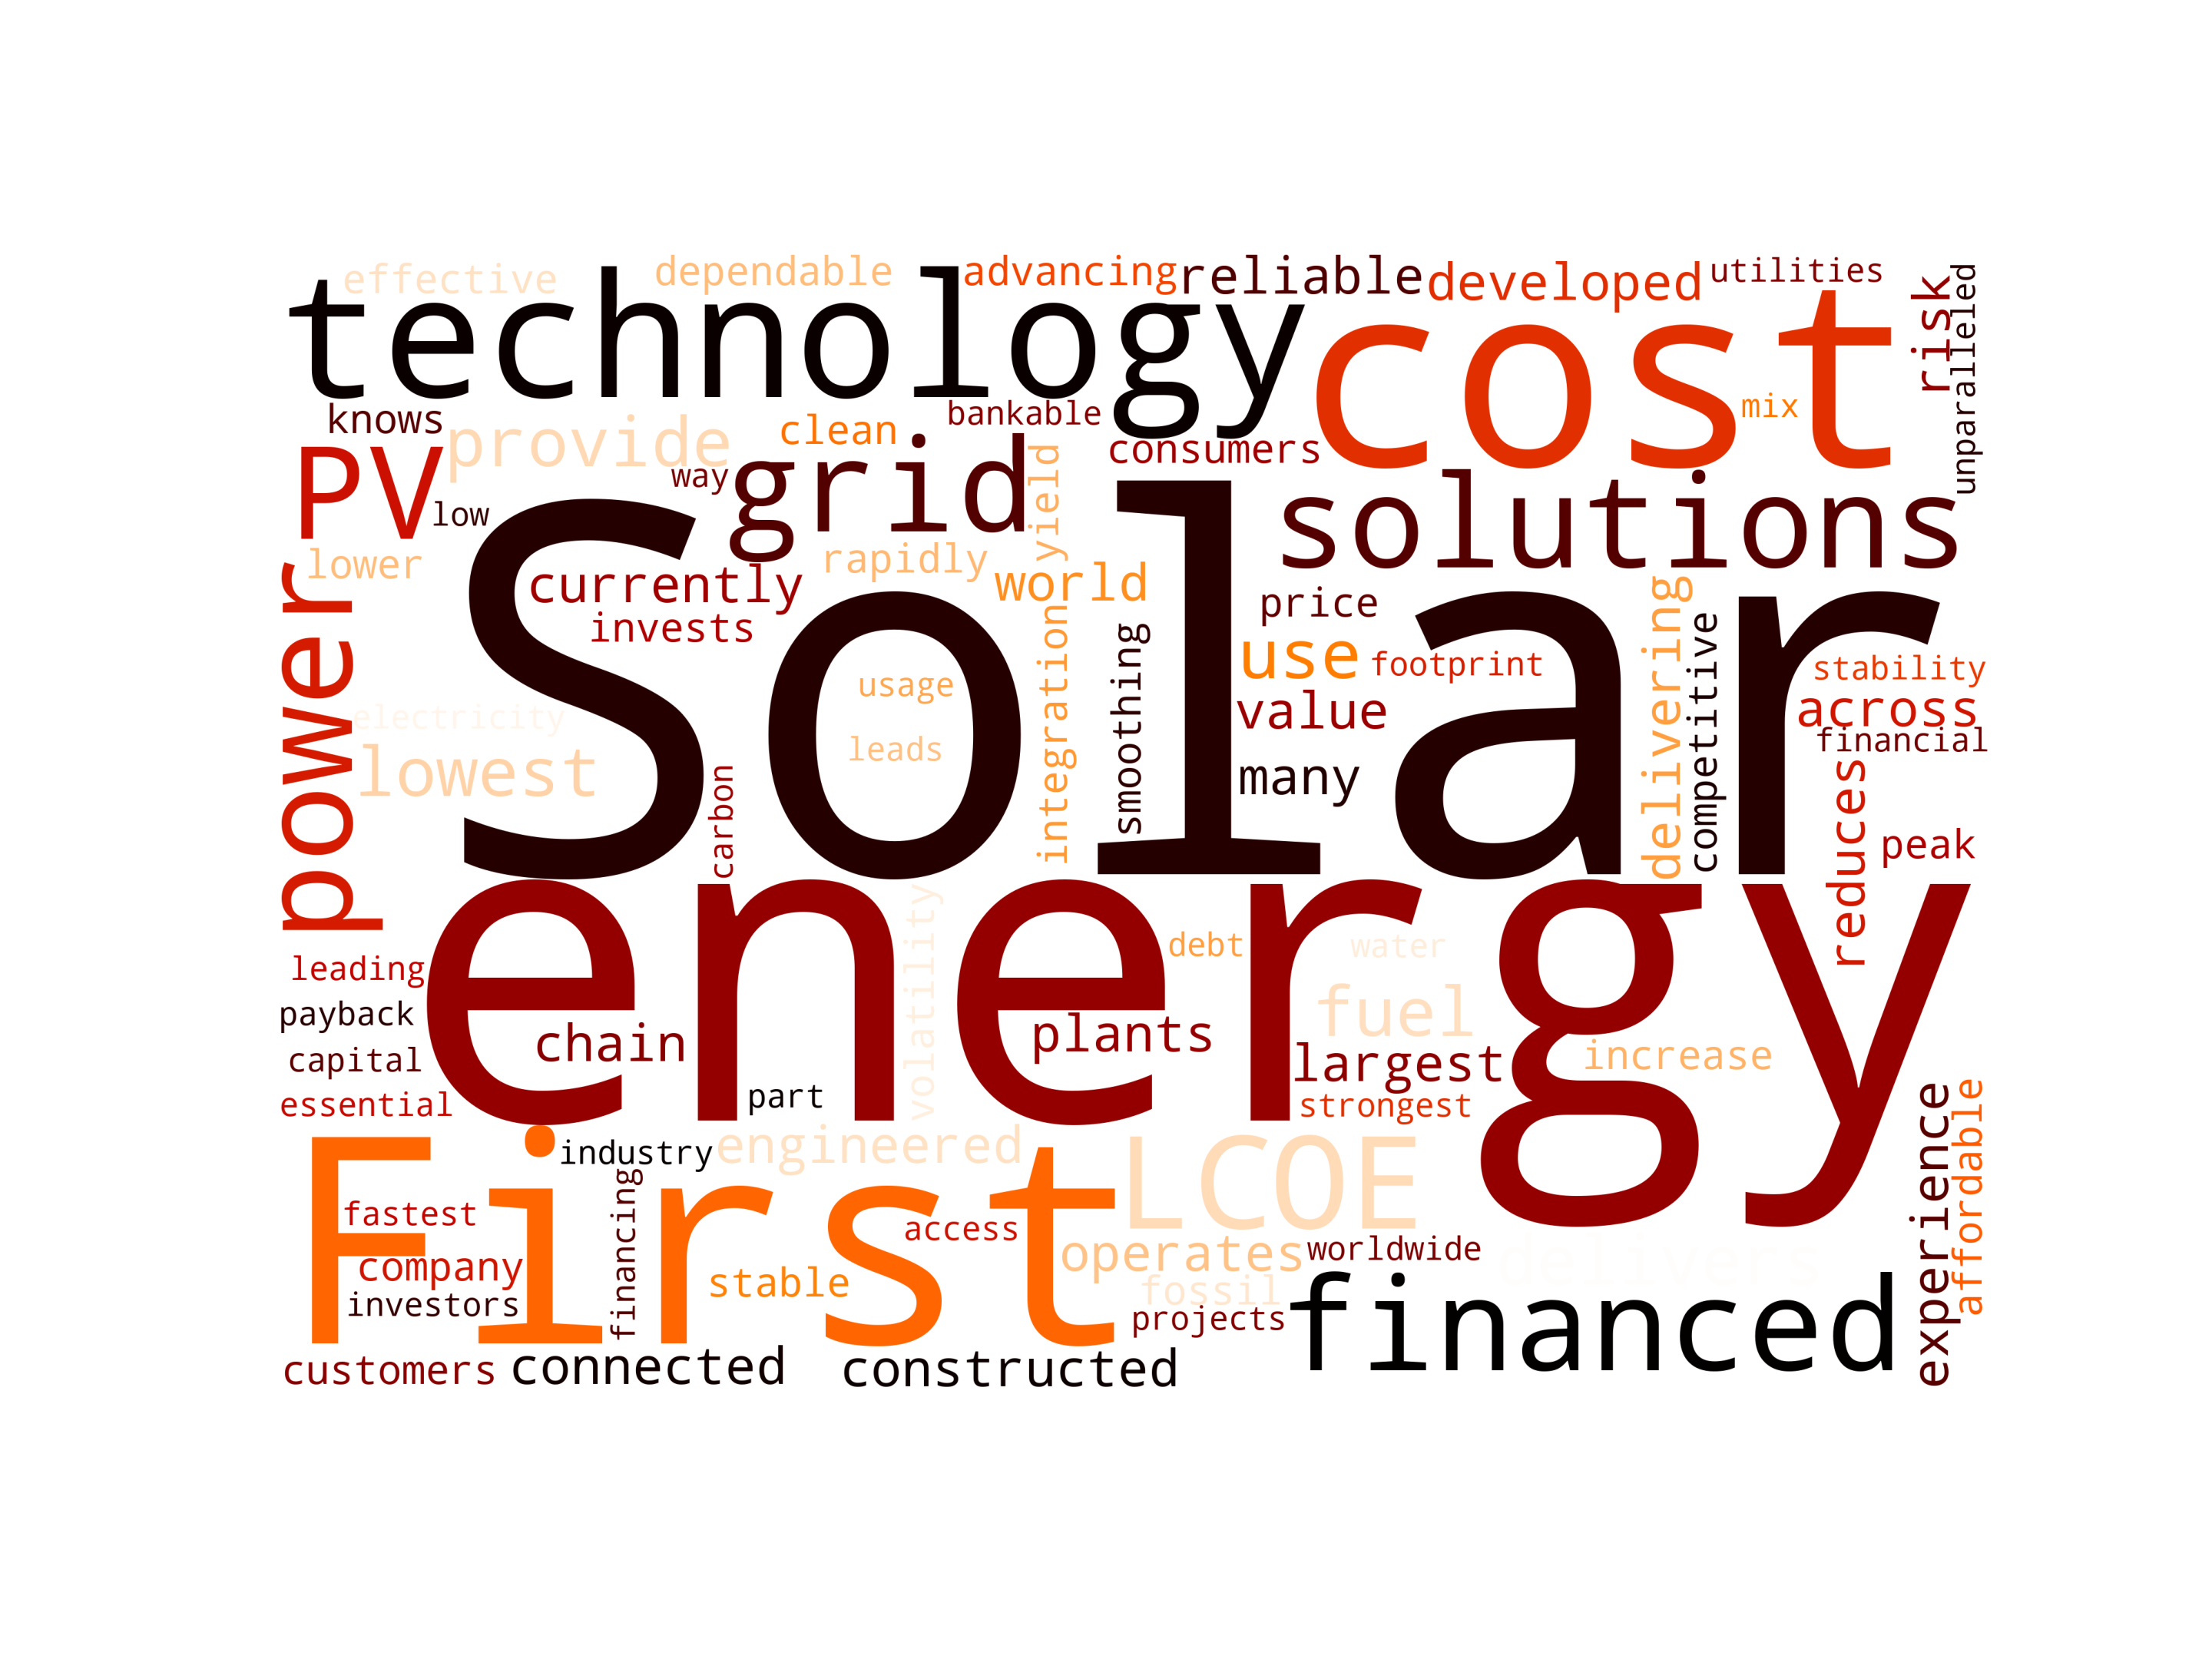 effective
dependable
advancing
reliable
developed
utilities
risk
unparalleled
technology
cost
mix
knows
provide
clean
bankable
consumers
PV
way
grid
yield
solutions
low
lower
currently
rapidly
world
invests
price
power
Solar
usage
integration
smoothing
use
footprint
delivering
competitive
stability
value
across
financial
electricity
lowest
leads
many
carbon
reduces
peak
energy
volatility
debt
water
leading
payback
chain
plants
fuel
capital
largest
increase
part
essential
strongest
First
industry
engineered
LCOE
experience
affordable
financing
fastest
access
operates
worldwide
delivers
company
stable
fossil
investors
projects
financed
customers
connected
constructed